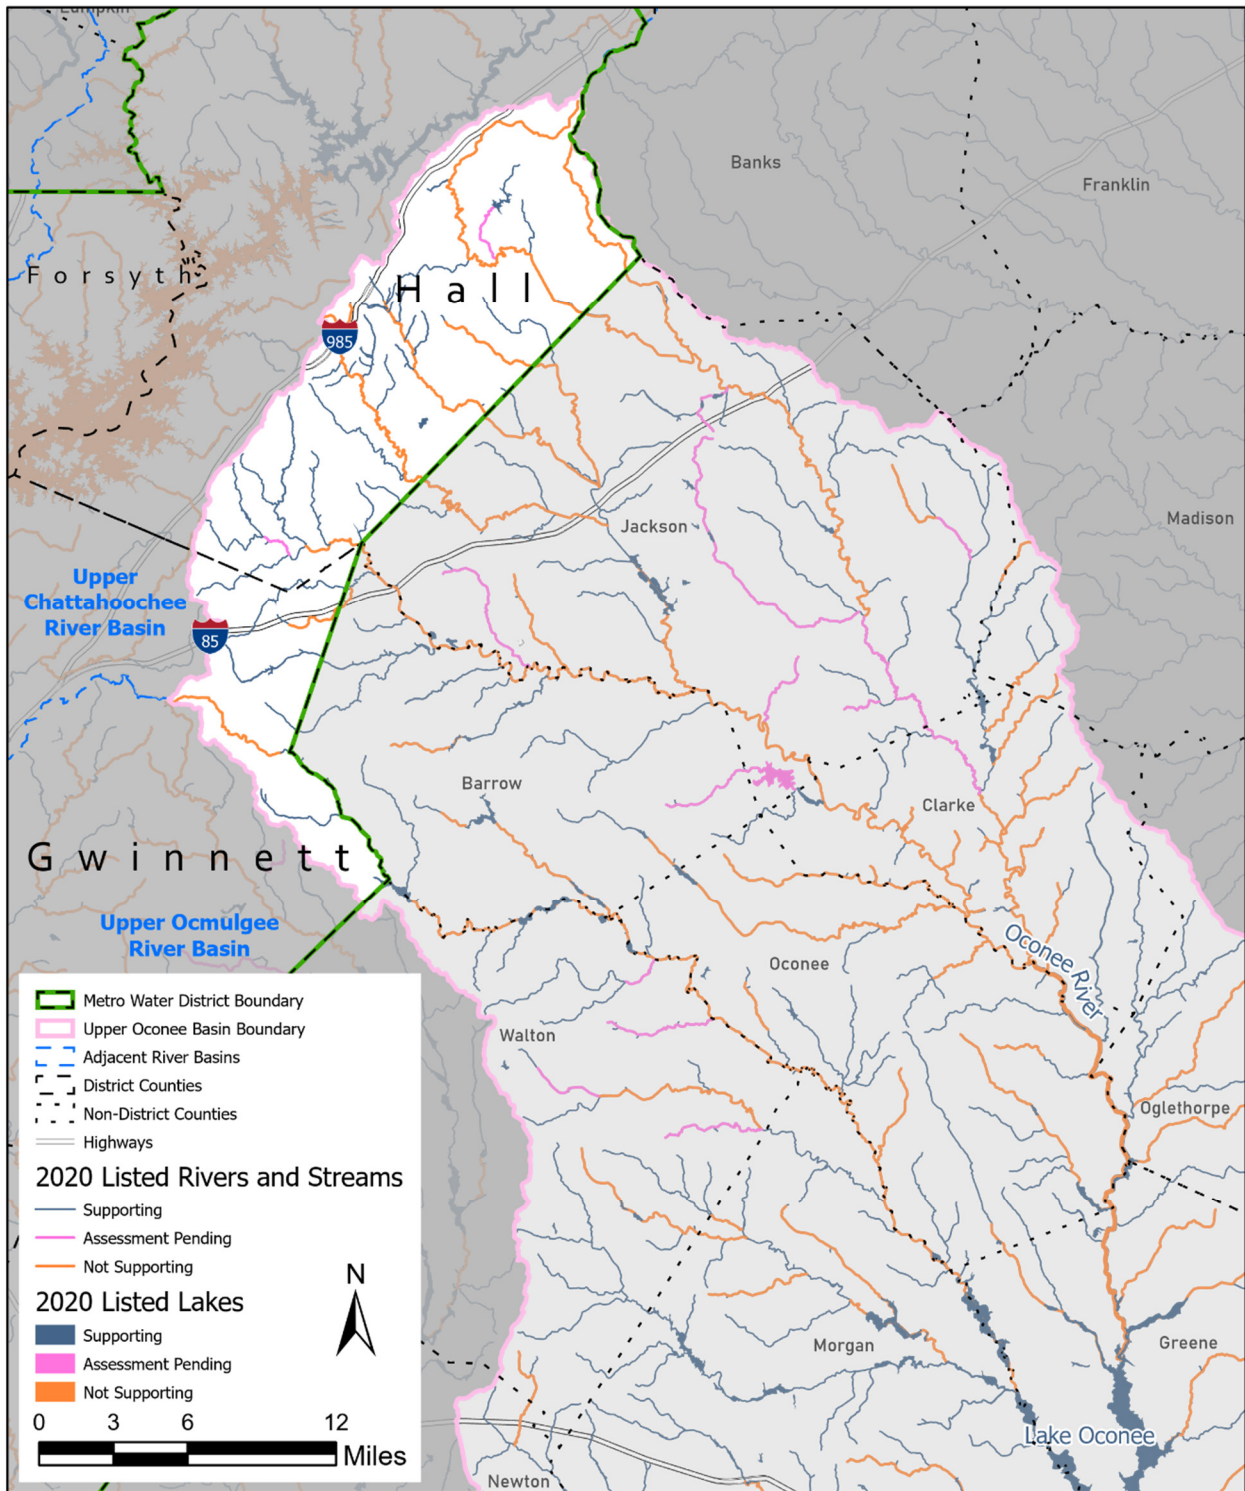 Lumpkin
Banks
Franklin
Forsyth
Hall
985
Jackson
Madison
Upper
Chattahoochee
River Basin
85
Barrow
Clarke
Gwinnett
Upper Ocmulgee
River Basin
Oconee River
Oconee
Walton
Oglethorpe
Morgan
Greene
Lake Oconee
Newton
Metro Water District Boundary
Upper Oconee Basin Boundary
Adjacent River Basins
District Counties
Non-District Counties
Highways
2020 Listed Rivers and Streams
Supporting
Assessment Pending
Not Supporting
2020 Listed Lakes
Supporting
Assessment Pending
Not Supporting
N
0 3 6 12
Miles